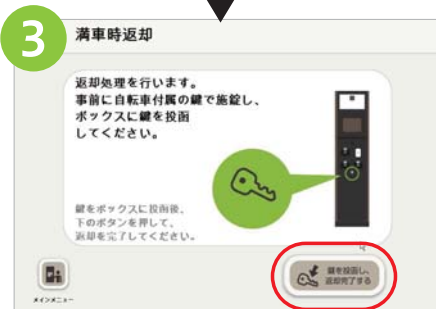 3
満車時返却
返却処理を行います。
事前に自転車付属の鍵で施錠し、
ボックスに鍵を投函
してください。
鍵をボックスに投函後、
下のボタンを押して、
返却を完了してください。
鍵を投函し、
返却完了する
メインメニュー